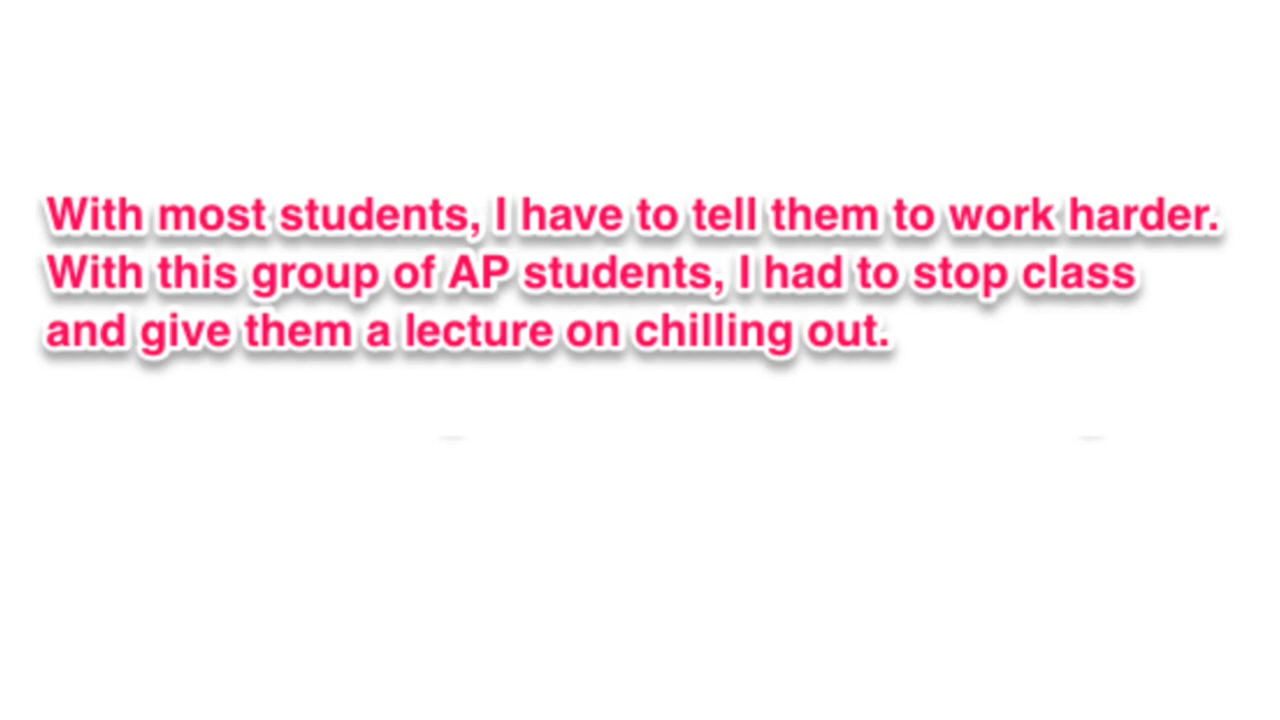 With most students, I have to tell them to work harder.
With this group of AP students, I had to stop class
and give them a lecture on chilling out.